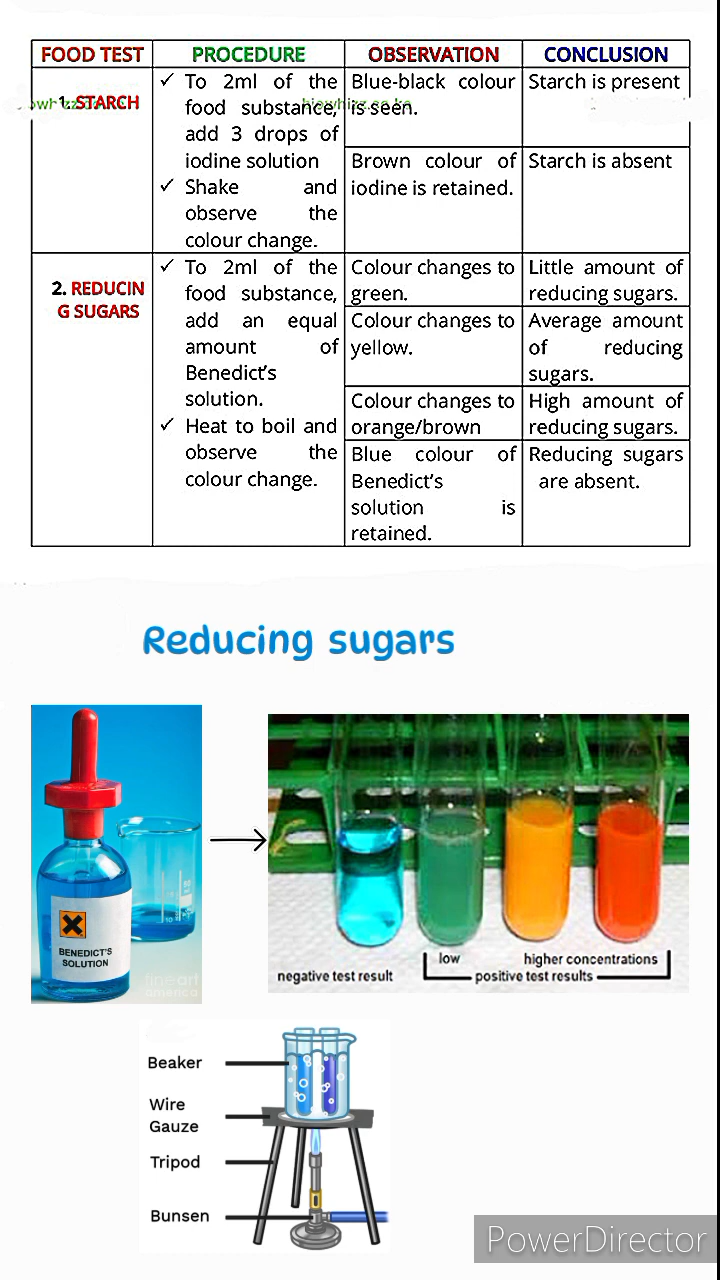 FOOD TEST PROCEDURE OBSERVATION CONCLUSION
1. STARCH
✓ To 2ml of the
food substance,
add 3 drops of
iodine solution
✓ Shake and
observe the
colour change.
Blue-black colour
is seen.
Starch is present
Brown colour of
iodine is retained.
Starch is absent
2. REDUCIN
G SUGARS
✓ To 2ml of the
food substance,
add an equal
amount of
Benedict's
solution.
✓ Heat to boil and
observe the
colour change.
Colour changes to
green.
Little amount of
reducing sugars.
Colour changes to
yellow.
Average amount
of reducing
sugars.
Colour changes to
orange/brown
High amount of
reducing sugars.
Blue colour of
Benedict's
solution is
retained.
Reducing sugars
are absent.
Reducing sugars
BENEDICT'S
SOLUTION
fine art
america
50
10
low higher concentrations
negative test result positive test results
Beaker
Wire
Gauze
Tripod
Bunsen
PowerDirector